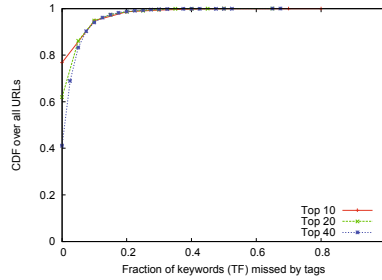 1
0.8
0.6
0.4
0.2
0
0 0.2 0.4 0.6 0.8 1
CDF over all URLs
Fraction of keywords (TF) missed by tags
Top 10
Top 20
Top 40